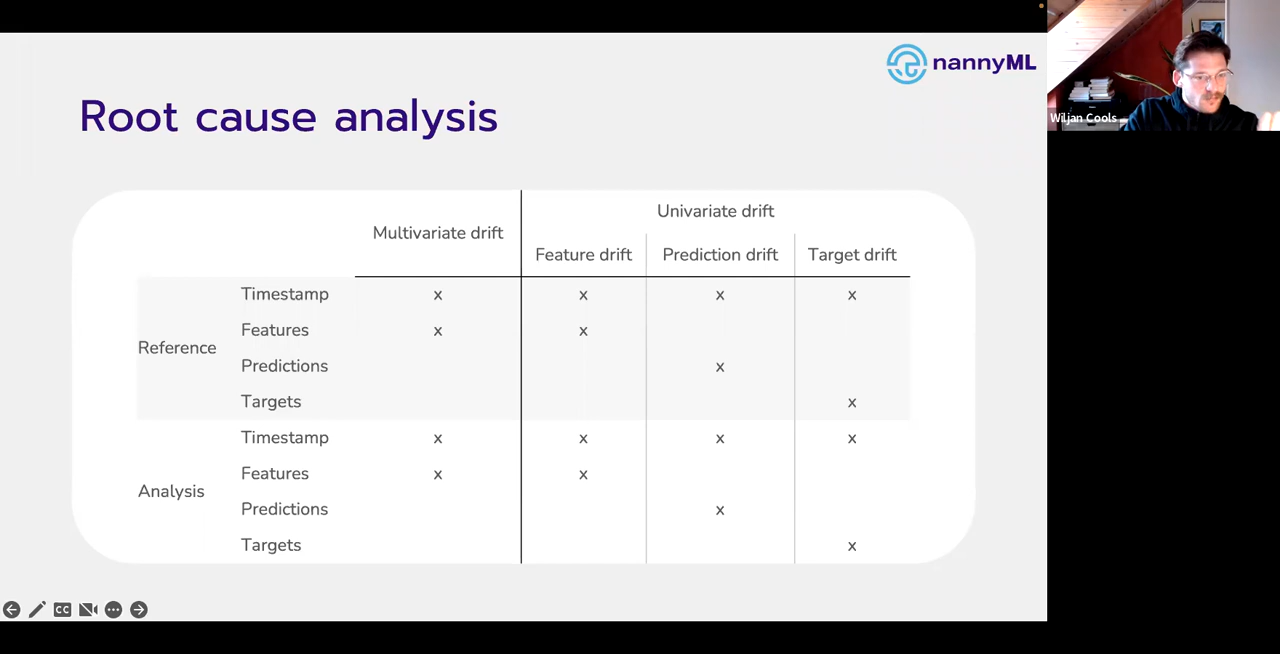 nannyML
Root cause analysis
Wiljan Cools
Univariate drift
Multivariate drift
Feature drift Prediction drift Target drift
Reference
Timestamp x x x x
Features x x
Predictions x
Targets x
Analysis
Timestamp x x x x
Features x x
Predictions x
Targets x
CC